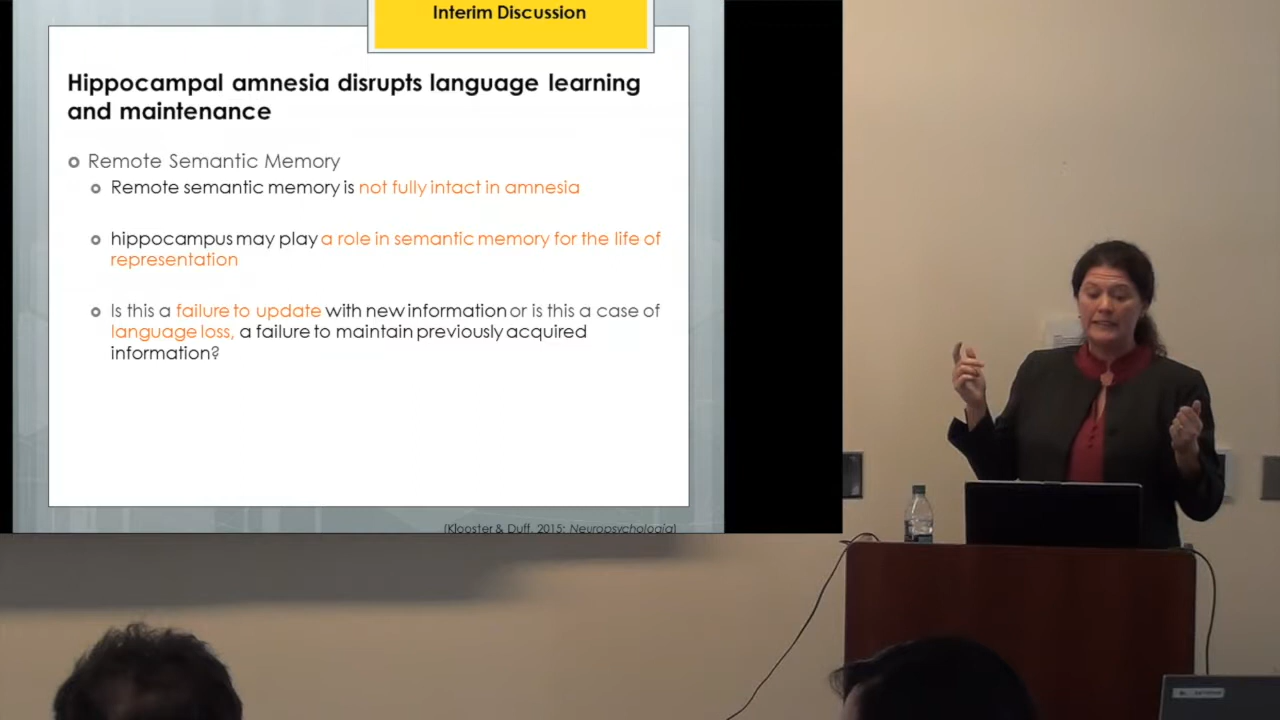 Interim Discussion
Hippocampal amnesia disrupts language learning
and maintenance
Remote Semantic Memory
Remote semantic memory is not fully intact in amnesia
hippocampus may play a role in semantic memory for the life of
representation
Is this a failure to update with new information or is this a case of
language loss, a failure to maintain previously acquired
information?
(Klooster & Duff, 2015; Neuropsychologia)